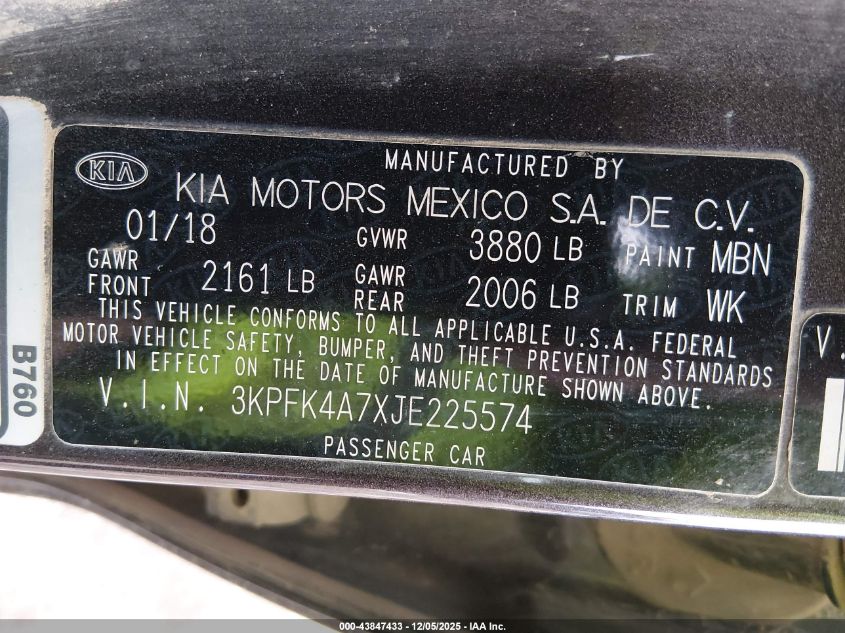 MANUFACTURED BY
KIA
KIA MOTORS MEXICO S.A. DE C.V.
01/18 GVWR 3880 LB PAINT MBN
GAWR FRONT 2161 LB GAWR REAR 2006 LB TRIM WK
THIS VEHICLE CONFORMS TO ALL APPLICABLE U.S.A. FEDERAL
MOTOR VEHICLE SAFETY, BUMPER, AND THEFT PREVENTION STANDARDS
IN EFFECT ON THE DATE OF MANUFACTURE SHOWN ABOVE.
V.I.N. 3KPFK4A7XJE225574
PASSENGER CAR
B760
V.
000-43847433 - 12/05/2025 - IAA Inc.